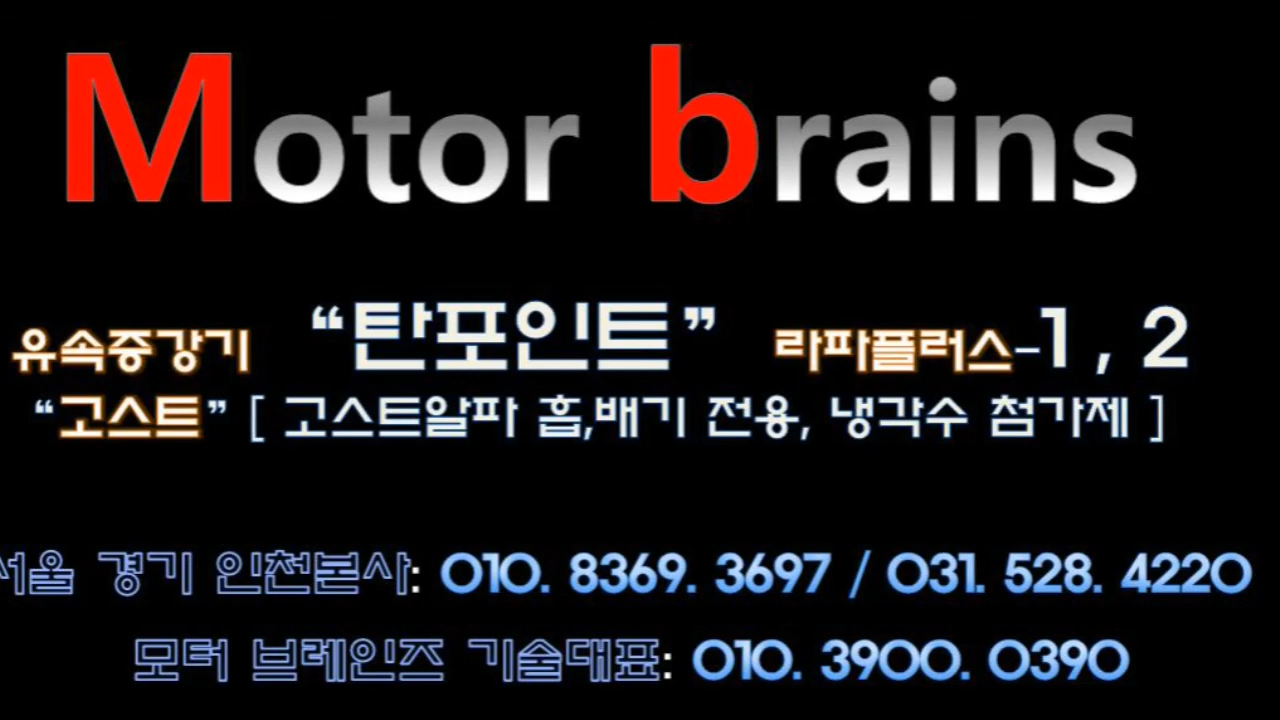 Motor brains
유속증강기 “탄포인트” 라파플러스-1 , 2
“고스트” [ 고스트알파 흡,배기 전용, 냉각수 첨가제 ]
서울 경기 인천본사: 010. 8369. 3697 / 031. 528. 4220
모터 브레인즈 기술대표: 010. 3900. 0390